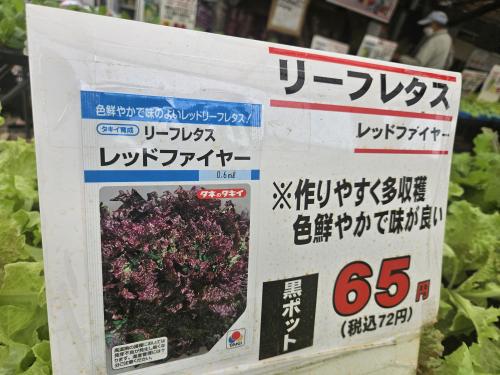 リーフレタス
レッドファイヤー
※作りやすく多収穫
色鮮やかで味が良い
黒ポット
65円
(税込72円)
色鮮やかで味のよいレッドリーフレタス!
タキイ育成 リーフレタス
レッドファイヤー
0.6ml
タネのタキイ
TAKII